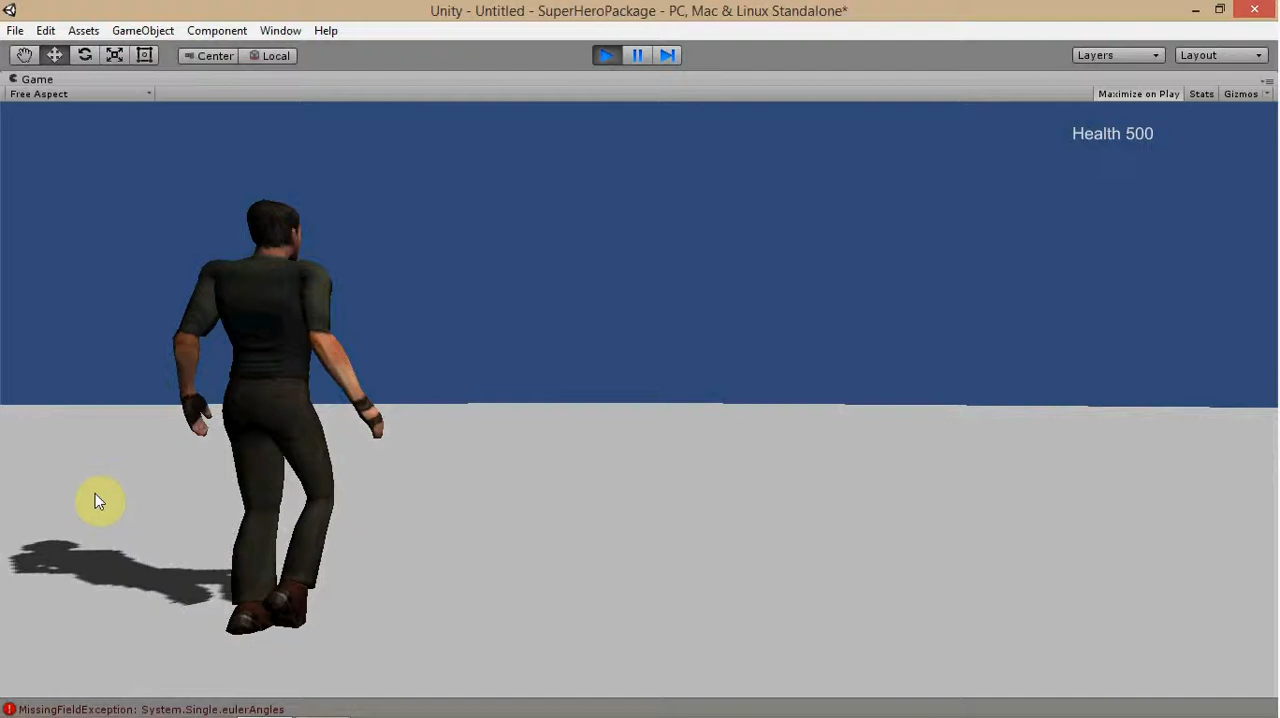 Unity - Untitled - SuperHeroPackage - PC, Mac & Linux Standalone*
File Edit Assets GameObject Component Window Help
Center Local Layers Layout
Game
Free Aspect Maximize on Play Stats Gizmos
Health 500
MissingFieldException: System.Single.eulerAngles